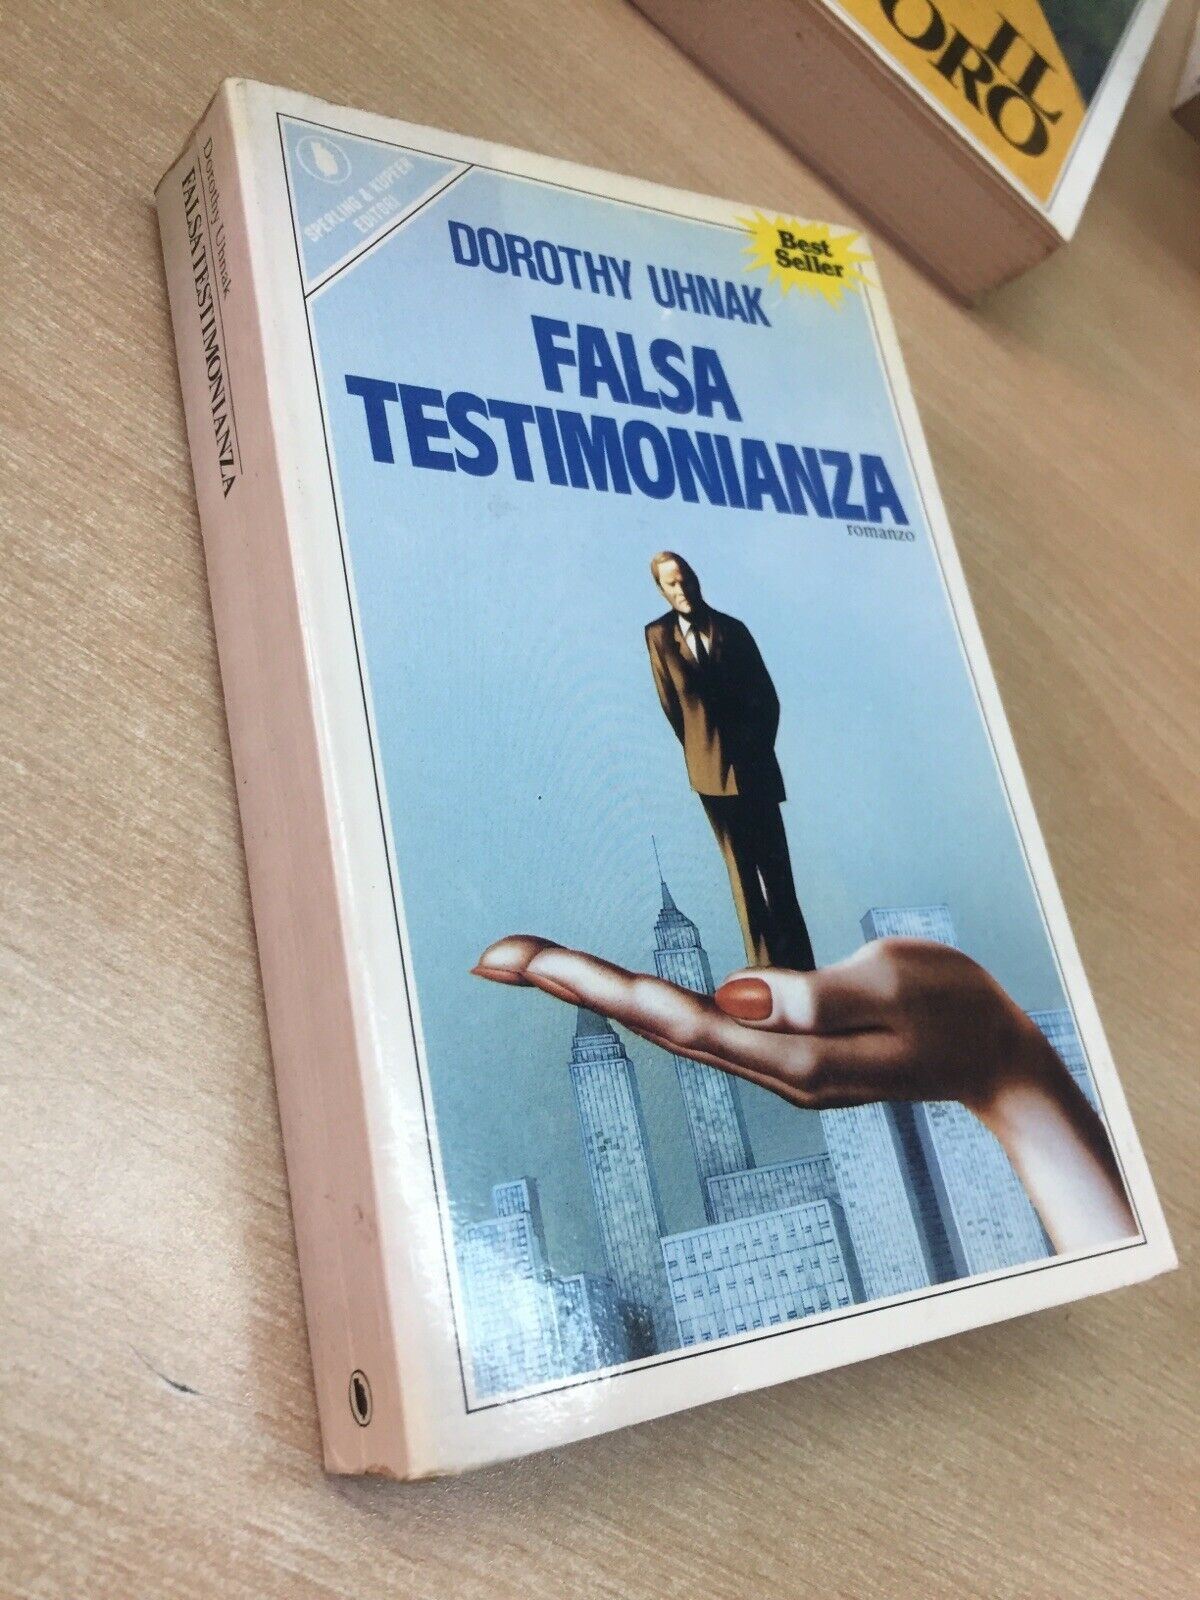 IL
ORO
SPERLING & KUPFER
EDITORI
DOROTHY UHNAK
Best
Seller
FALSA
TESTIMONIANZA
romanzo
Dorothy Uhnak
FALSA TESTIMONIANZA